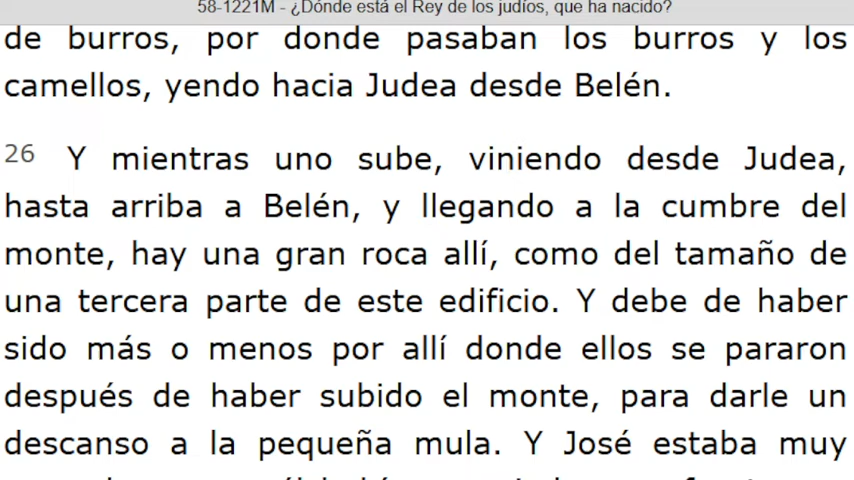 58-1221M - ¿Dónde está el Rey de los judíos, que ha nacido?
de burros, por donde pasaban los burros y los
camellos, yendo hacia Judea desde Belén.
26 Y mientras uno sube, viniendo desde Judea,
hasta arriba a Belén, y llegando a la cumbre del
monte, hay una gran roca allí, como del tamaño de
una tercera parte de este edificio. Y debe de haber
sido más o menos por allí donde ellos se pararon
después de haber subido el monte, para darle un
descanso a la pequeña mula. Y José estaba muy